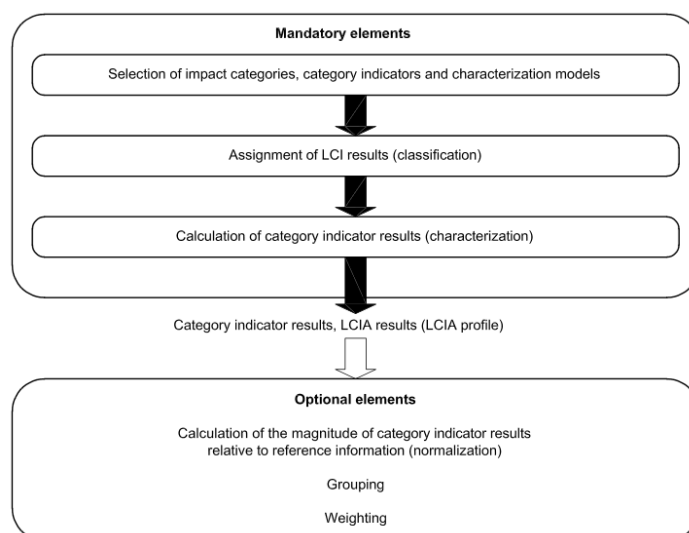 Mandatory elements
Selection of impact categories, category indicators and characterization models
Assignment of LCI results (classification)
Calculation of category indicator results (characterization)
Category indicator results, LCIA results (LCIA profile)
Optional elements
Calculation of the magnitude of category indicator results
relative to reference information (normalization)
Grouping
Weighting